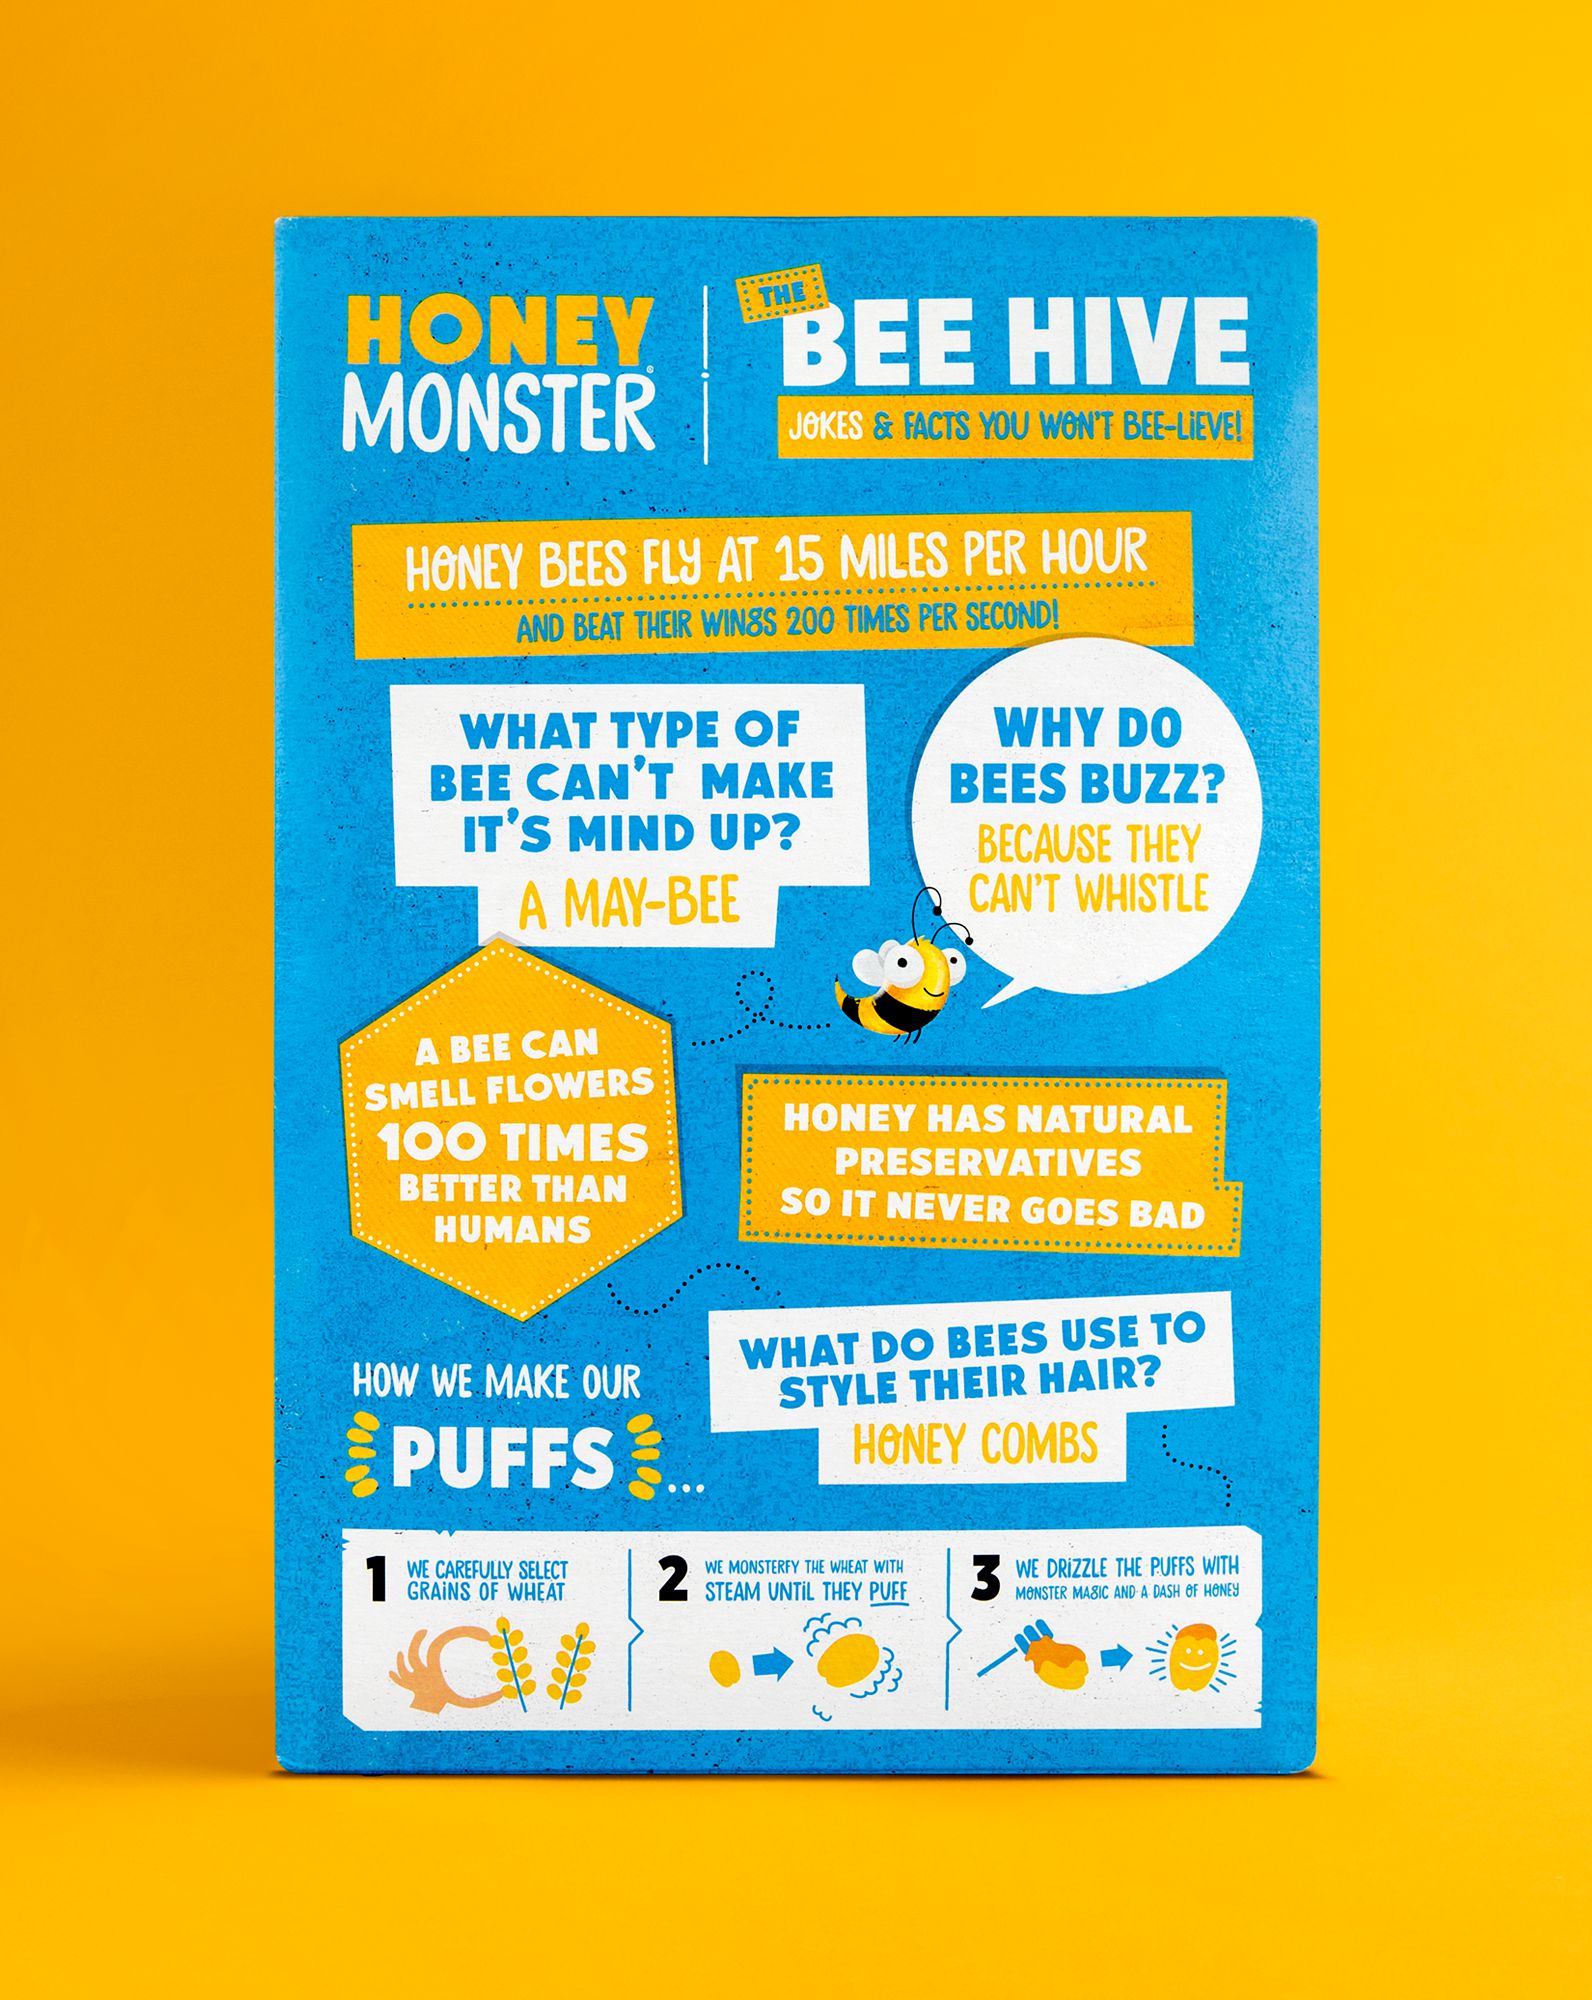 HONEY
MONSTER®
THE
BEE HIVE
JOKES & FACTS YOU WON'T BEE-LIEVE!
HONEY BEES FLY AT 15 MILES PER HOUR
AND BEAT THEIR WINGS 200 TIMES PER SECOND!
WHAT TYPE OF
BEE CAN'T MAKE
IT'S MIND UP?
A MAY-BEE
WHY DO
BEES BUZZ?
BECAUSE THEY
CAN'T WHISTLE
A BEE CAN
SMELL FLOWERS
100 TIMES
BETTER THAN
HUMANS
HONEY HAS NATURAL
PRESERVATIVES
SO IT NEVER GOES BAD
WHAT DO BEES USE TO
STYLE THEIR HAIR?
HONEY COMBS
HOW WE MAKE OUR
PUFFS...
1 WE CAREFULLY SELECT
GRAINS OF WHEAT
2 WE MONSTERFY THE WHEAT WITH
STEAM UNTIL THEY PUFF
3 WE DRIZZLE THE PUFFS WITH
MONSTER MAGIC AND A DASH OF HONEY